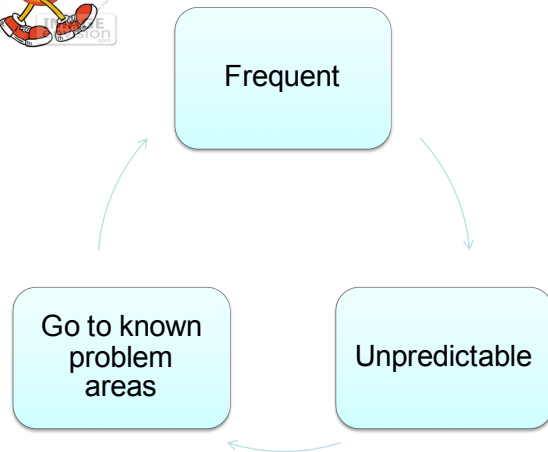 Frequent
Go to known
problem
areas
Unpredictable